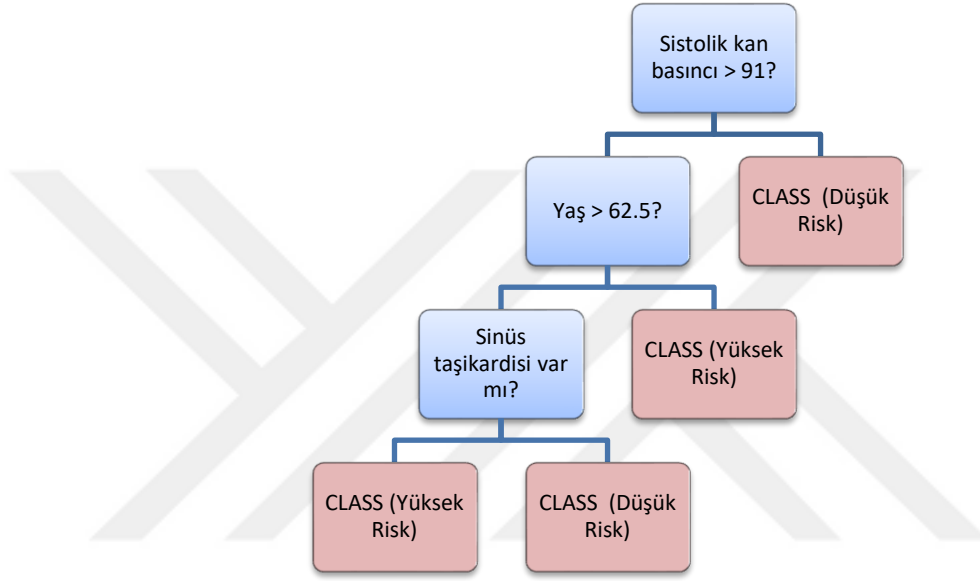 Sistolik kan
basıncı > 91?
Yaş > 62.5?
CLASS (Düşük
Risk)
Sinüs
taşikardisi var
mı?
CLASS (Yüksek
Risk)
CLASS (Yüksek
Risk)
CLASS (Düşük
Risk)